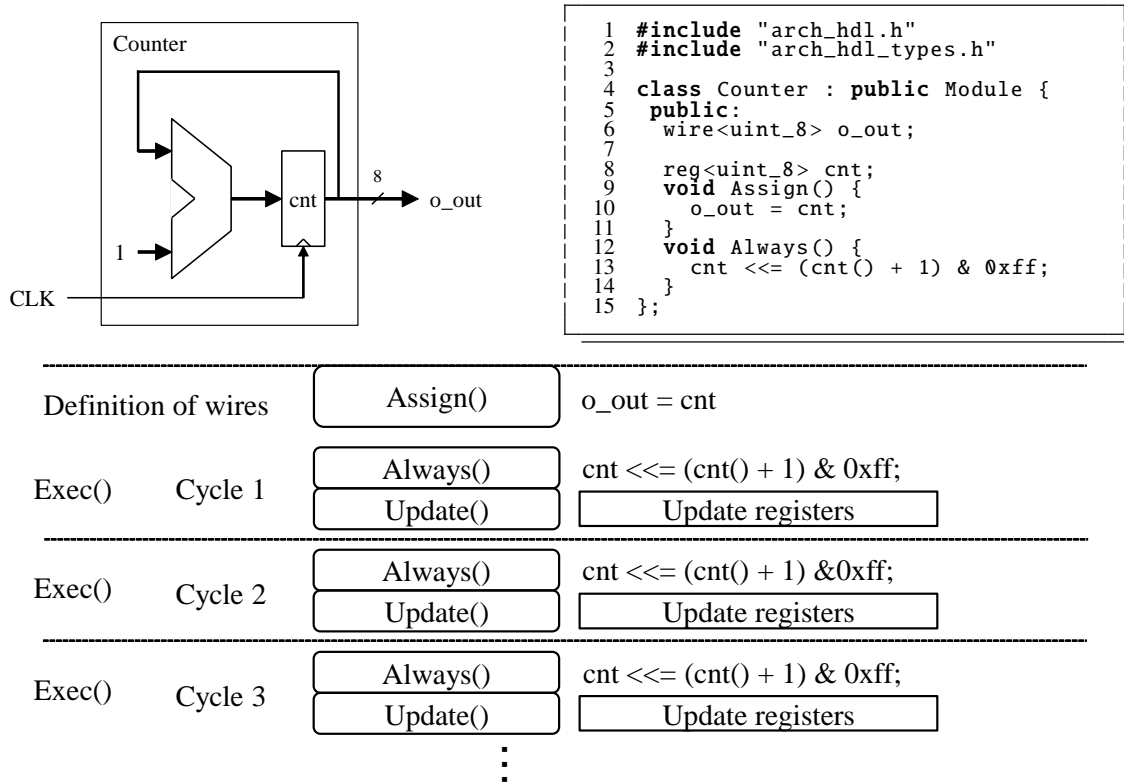 Counter
cnt
8
o_out
1
CLK
1 #include "arch_hdl.h"
2 #include "arch_hdl_types.h"
3
4 class Counter : public Module {
5 public:
6 wire<uint_8> o_out;
7
8 reg<uint_8> cnt;
9 void Assign() {
10 o_out = cnt;
11 }
12 void Always() {
13 cnt <<= (cnt() + 1) & 0xff;
14 }
15 };
Definition of wires Assign() o_out = cnt
Always() cnt <<= (cnt() + 1) & 0xff;
Exec() Cycle 1
Update() Update registers
Always() cnt <<= (cnt() + 1) &0xff;
Exec() Cycle 2
Update() Update registers
Always() cnt <<= (cnt() + 1) & 0xff;
Exec() Cycle 3
Update() Update registers